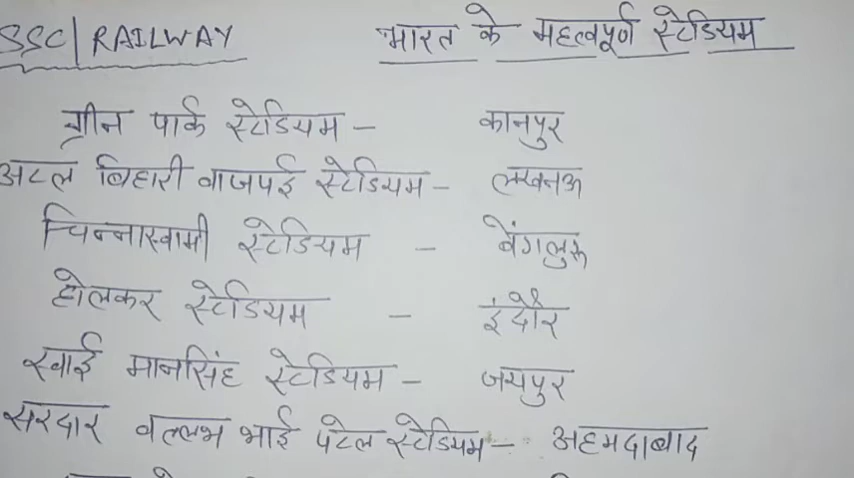 SSC| RAILWAY भारत के महत्वपूर्ण स्टेडियम
ग्रीन पार्क स्टेडियम - कानपुर
अटल बिहारी वाजपई स्टेडियम - लखनऊ
चिन्नास्वामी स्टेडियम - बेंगलुरू
होलकर स्टेडियम - इंदौर
स्वाई मानसिंह स्टेडियम - जयपुर
सरदार वल्लभ भाई पटेल स्टेडियम - अहमदाबाद